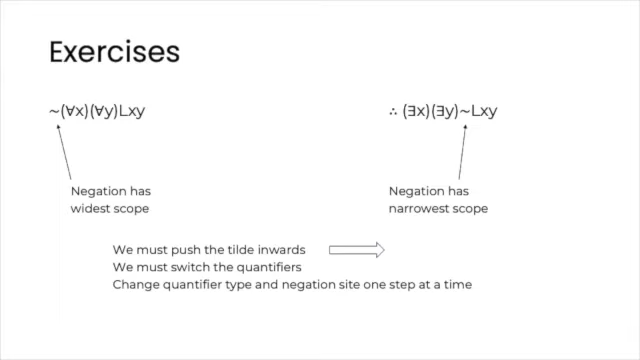 Exercises
~(∀x)(∀y)Lxy
∴ (∃x)(∃y)~Lxy
Negation has
widest scope
Negation has
narrowest scope
We must push the tilde inwards
We must switch the quantifiers
Change quantifier type and negation site one step at a time